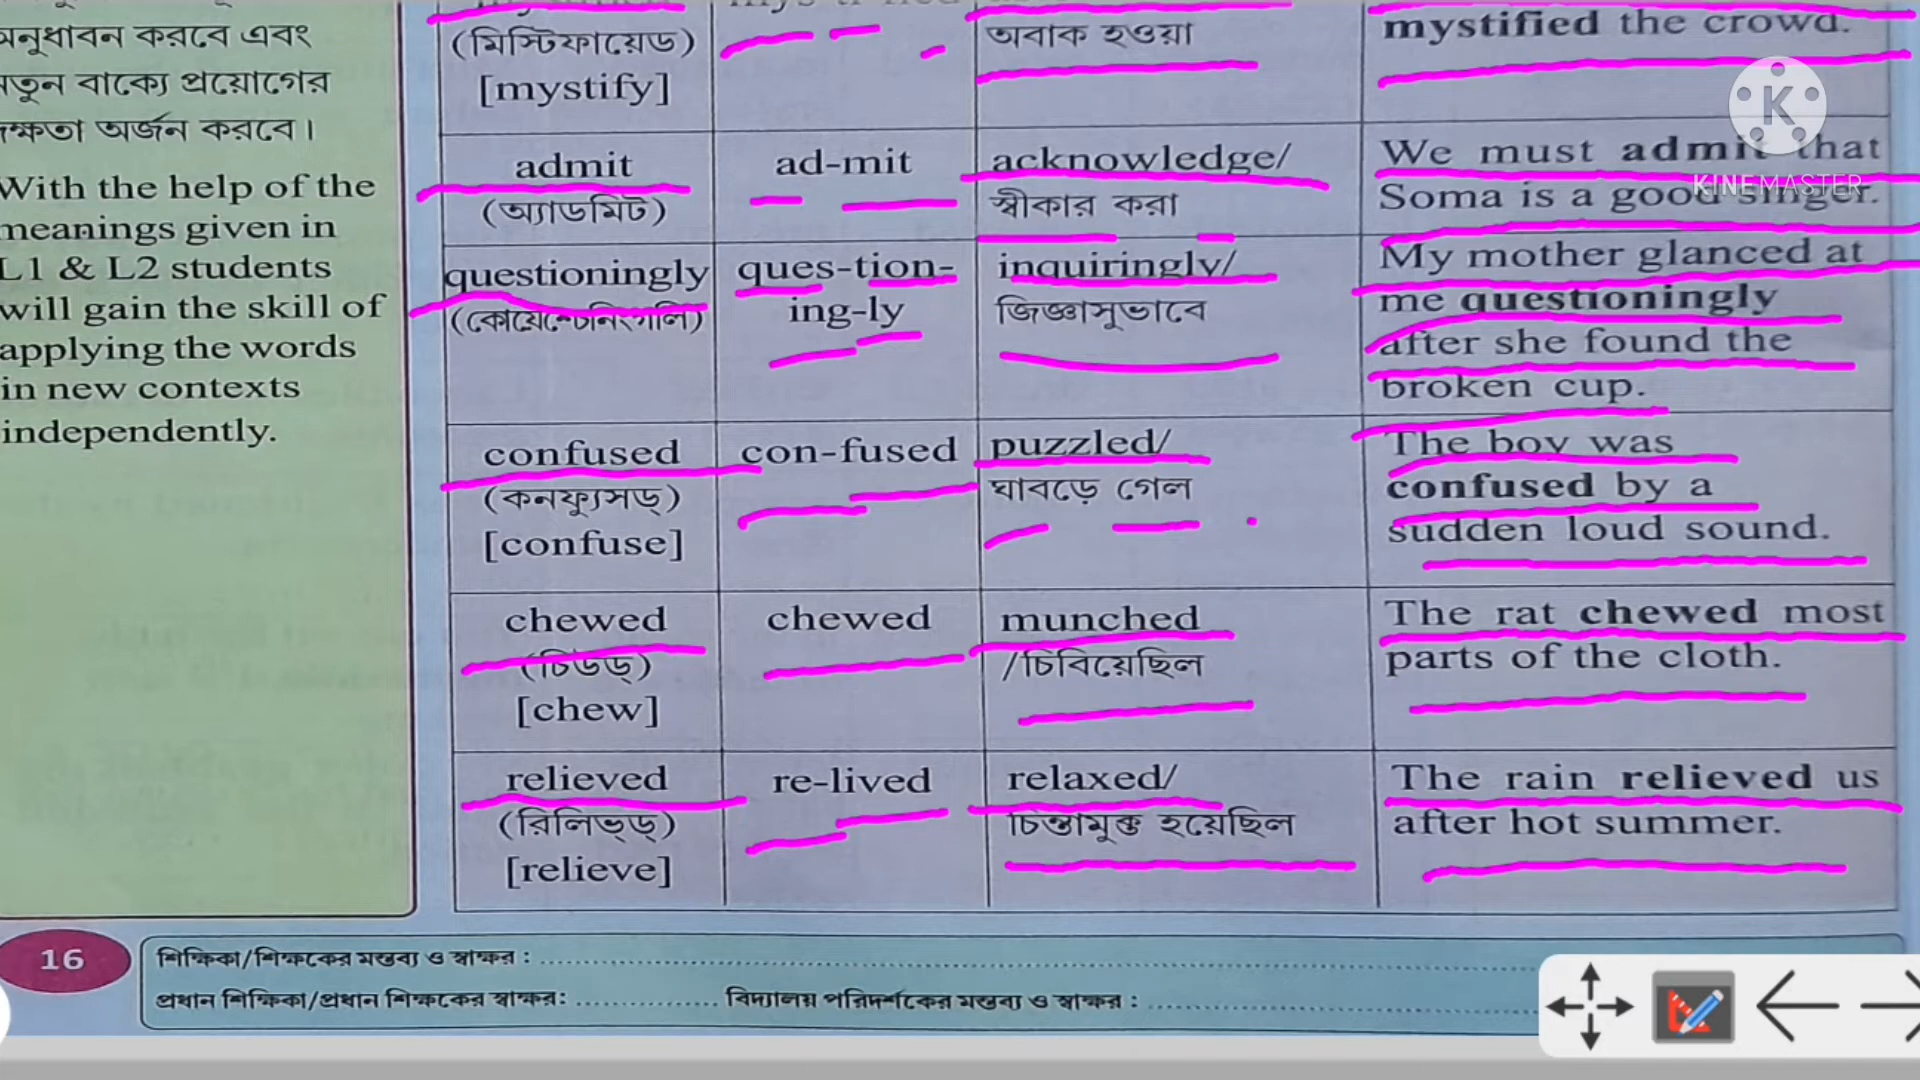 অনুধাবন করবে এবং
নতুন বাক্যে প্রয়োগের
দক্ষতা অর্জন করবে।
With the help of the
meanings given in
L1 & L2 students
will gain the skill of
applying the words
in new contexts
independently.
(মিস্টিফায়েড)
[mystify]
অবাক হওয়া
mystified the crowd.
admit
(অ্যাডমিট)
ad-mit
acknowledge/
স্বীকার করা
We must admit that
Soma is a good singer.
questioningly
(কোয়েশ্চেনিংগলি)
ques-tion-
ing-ly
inquiringly/
জিজ্ঞাসুভাবে
My mother glanced at
me questioningly
after she found the
broken cup.
confused
(কনফ্যুসড্)
[confuse]
con-fused
puzzled/
ঘাবড়ে গেল
The boy was
confused by a
sudden loud sound.
chewed
(চিউড্)
[chew]
chewed
munched
/চিবিয়েছিল
The rat chewed most
parts of the cloth.
relieved
(রিলিভ্ড্)
[relieve]
re-lived
relaxed/
চিন্তামুক্ত হয়েছিল
The rain relieved us
after hot summer.
16
শিক্ষিকা/শিক্ষকের মন্তব্য ও স্বাক্ষর :
প্রধান শিক্ষিকা/প্রধান শিক্ষকের স্বাক্ষর: বিদ্যালয় পরিদর্শকের মন্তব্য ও স্বাক্ষর :
K
KINEMASTER